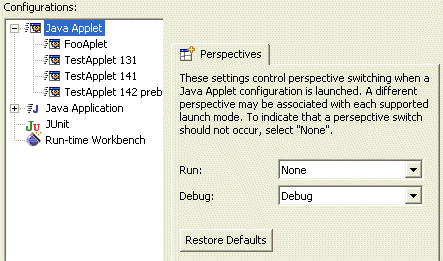 Configurations:
Java Applet
FooAplet
TestApplet 131
TestApplet 141
TestApplet 142 preb
Java Application
JUnit
Run-time Workbench
Perspectives
These settings control perspective switching when a
Java Applet configuration is launched. A different
perspective may be associated with each supported
launch mode. To indicate that a persepctive switch
should not occur, select "None".
Run:
None
Debug:
Debug
Restore Defaults